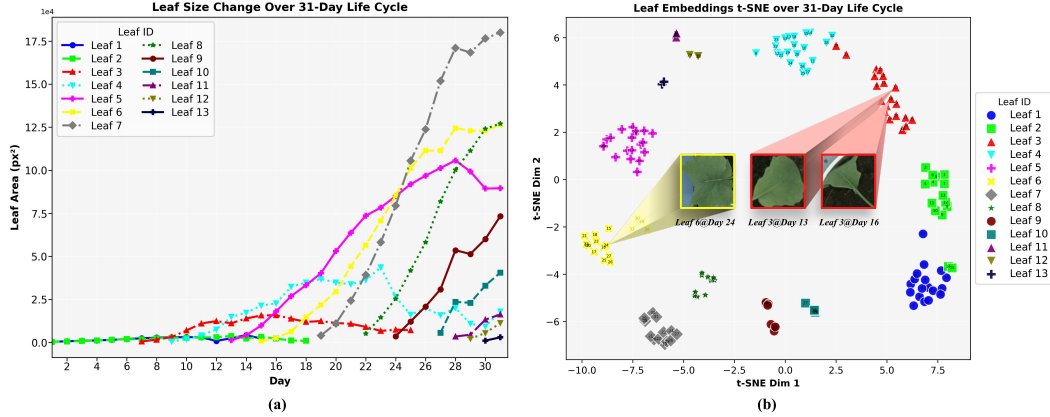 Leaf Size Change Over 31-Day Life Cycle
1e4
Leaf ID
Leaf 1
Leaf 2
Leaf 3
Leaf 4
Leaf 5
Leaf 6
Leaf 7
Leaf 8
Leaf 9
Leaf 10
Leaf 11
Leaf 12
Leaf 13
17.5
15.0
12.5
10.0
7.5
5.0
2.5
0.0
Leaf Area (px²)
2 4 6 8 10 12 14 16 18 20 22 24 26 28 30
Day
(a)
Leaf Embeddings t-SNE over 31-Day Life Cycle
6
4
2
0
−2
−4
−6
t-SNE Dim 2
Leaf 6@Day 24
Leaf 3@Day 13
Leaf 3@Day 16
−10.0 −7.5 −5.0 −2.5 0.0 2.5 5.0 7.5
t-SNE Dim 1
Leaf ID
Leaf 1
Leaf 2
Leaf 3
Leaf 4
Leaf 5
Leaf 6
Leaf 7
Leaf 8
Leaf 9
Leaf 10
Leaf 11
Leaf 12
Leaf 13
(b)